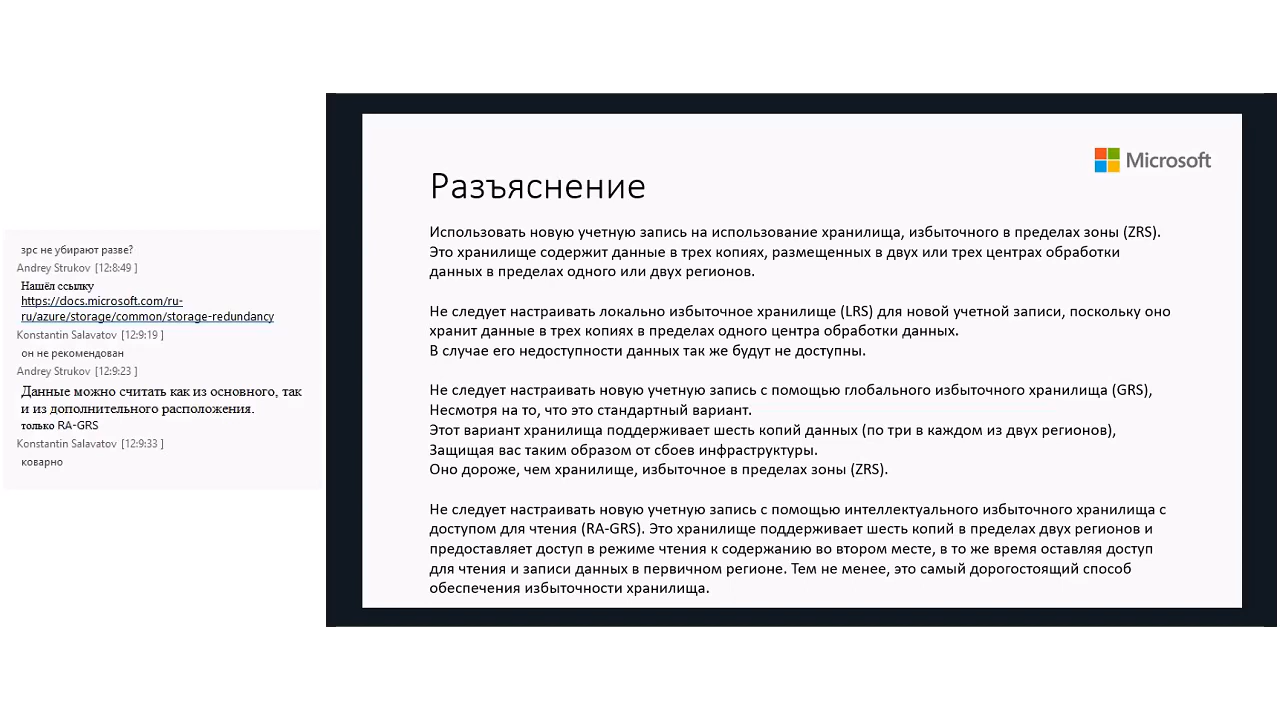 зрс не убирают разве?
Andrey Strukov [12:8:49 ]
Нашёл ссылку
https://docs.microsoft.com/ru-
ru/azure/storage/common/storage-redundancy
Konstantin Salavatov [12:9:19 ]
он не рекомендован
Andrey Strukov [12:9:23 ]
Данные можно считать как из основного, так
и из дополнительного расположения.
только RA-GRS
Konstantin Salavatov [12:9:33 ]
коварно
Microsoft
Разъяснение
Использовать новую учетную запись на использование хранилища, избыточного в пределах зоны (ZRS).
Это хранилище содержит данные в трех копиях, размещенных в двух или трех центрах обработки
данных в пределах одного или двух регионов.
Не следует настраивать локально избыточное хранилище (LRS) для новой учетной записи, поскольку оно
хранит данные в трех копиях в пределах одного центра обработки данных.
В случае его недоступности данных так же будут не доступны.
Не следует настраивать новую учетную запись с помощью глобального избыточного хранилища (GRS),
Несмотря на то, что это стандартный вариант.
Этот вариант хранилища поддерживает шесть копий данных (по три в каждом из двух регионов),
Защищая вас таким образом от сбоев инфраструктуры.
Оно дороже, чем хранилище, избыточное в пределах зоны (ZRS).
Не следует настраивать новую учетную запись с помощью интеллектуального избыточного хранилища с
доступом для чтения (RA-GRS). Это хранилище поддерживает шесть копий в пределах двух регионов и
предоставляет доступ в режиме чтения к содержанию во втором месте, в то же время оставляя доступ
для чтения и записи данных в первичном регионе. Тем не менее, это самый дорогостоящий способ
обеспечения избыточности хранилища.